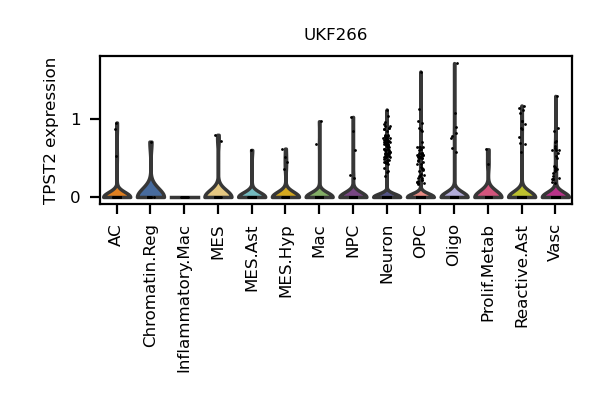 UKF266
TPST2 expression
1
0
AC
Chromatin.Reg
Inflammatory.Mac
MES
MES.Ast
MES.Hyp
Mac
NPC
Neuron
OPC
Oligo
Prolif.Metab
Reactive.Ast
Vasc